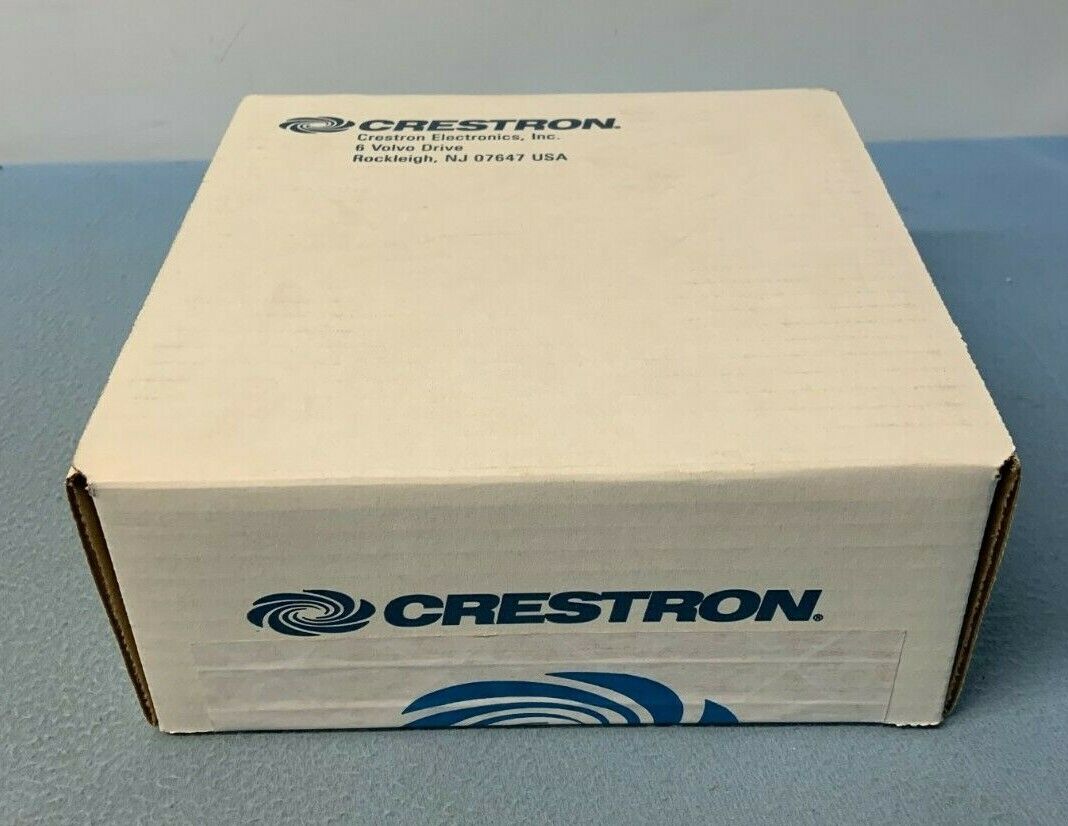 CRESTRON.
Crestron Electronics, Inc.
6 Volvo Drive
Rockleigh, NJ 07647 USA
CRESTRON®